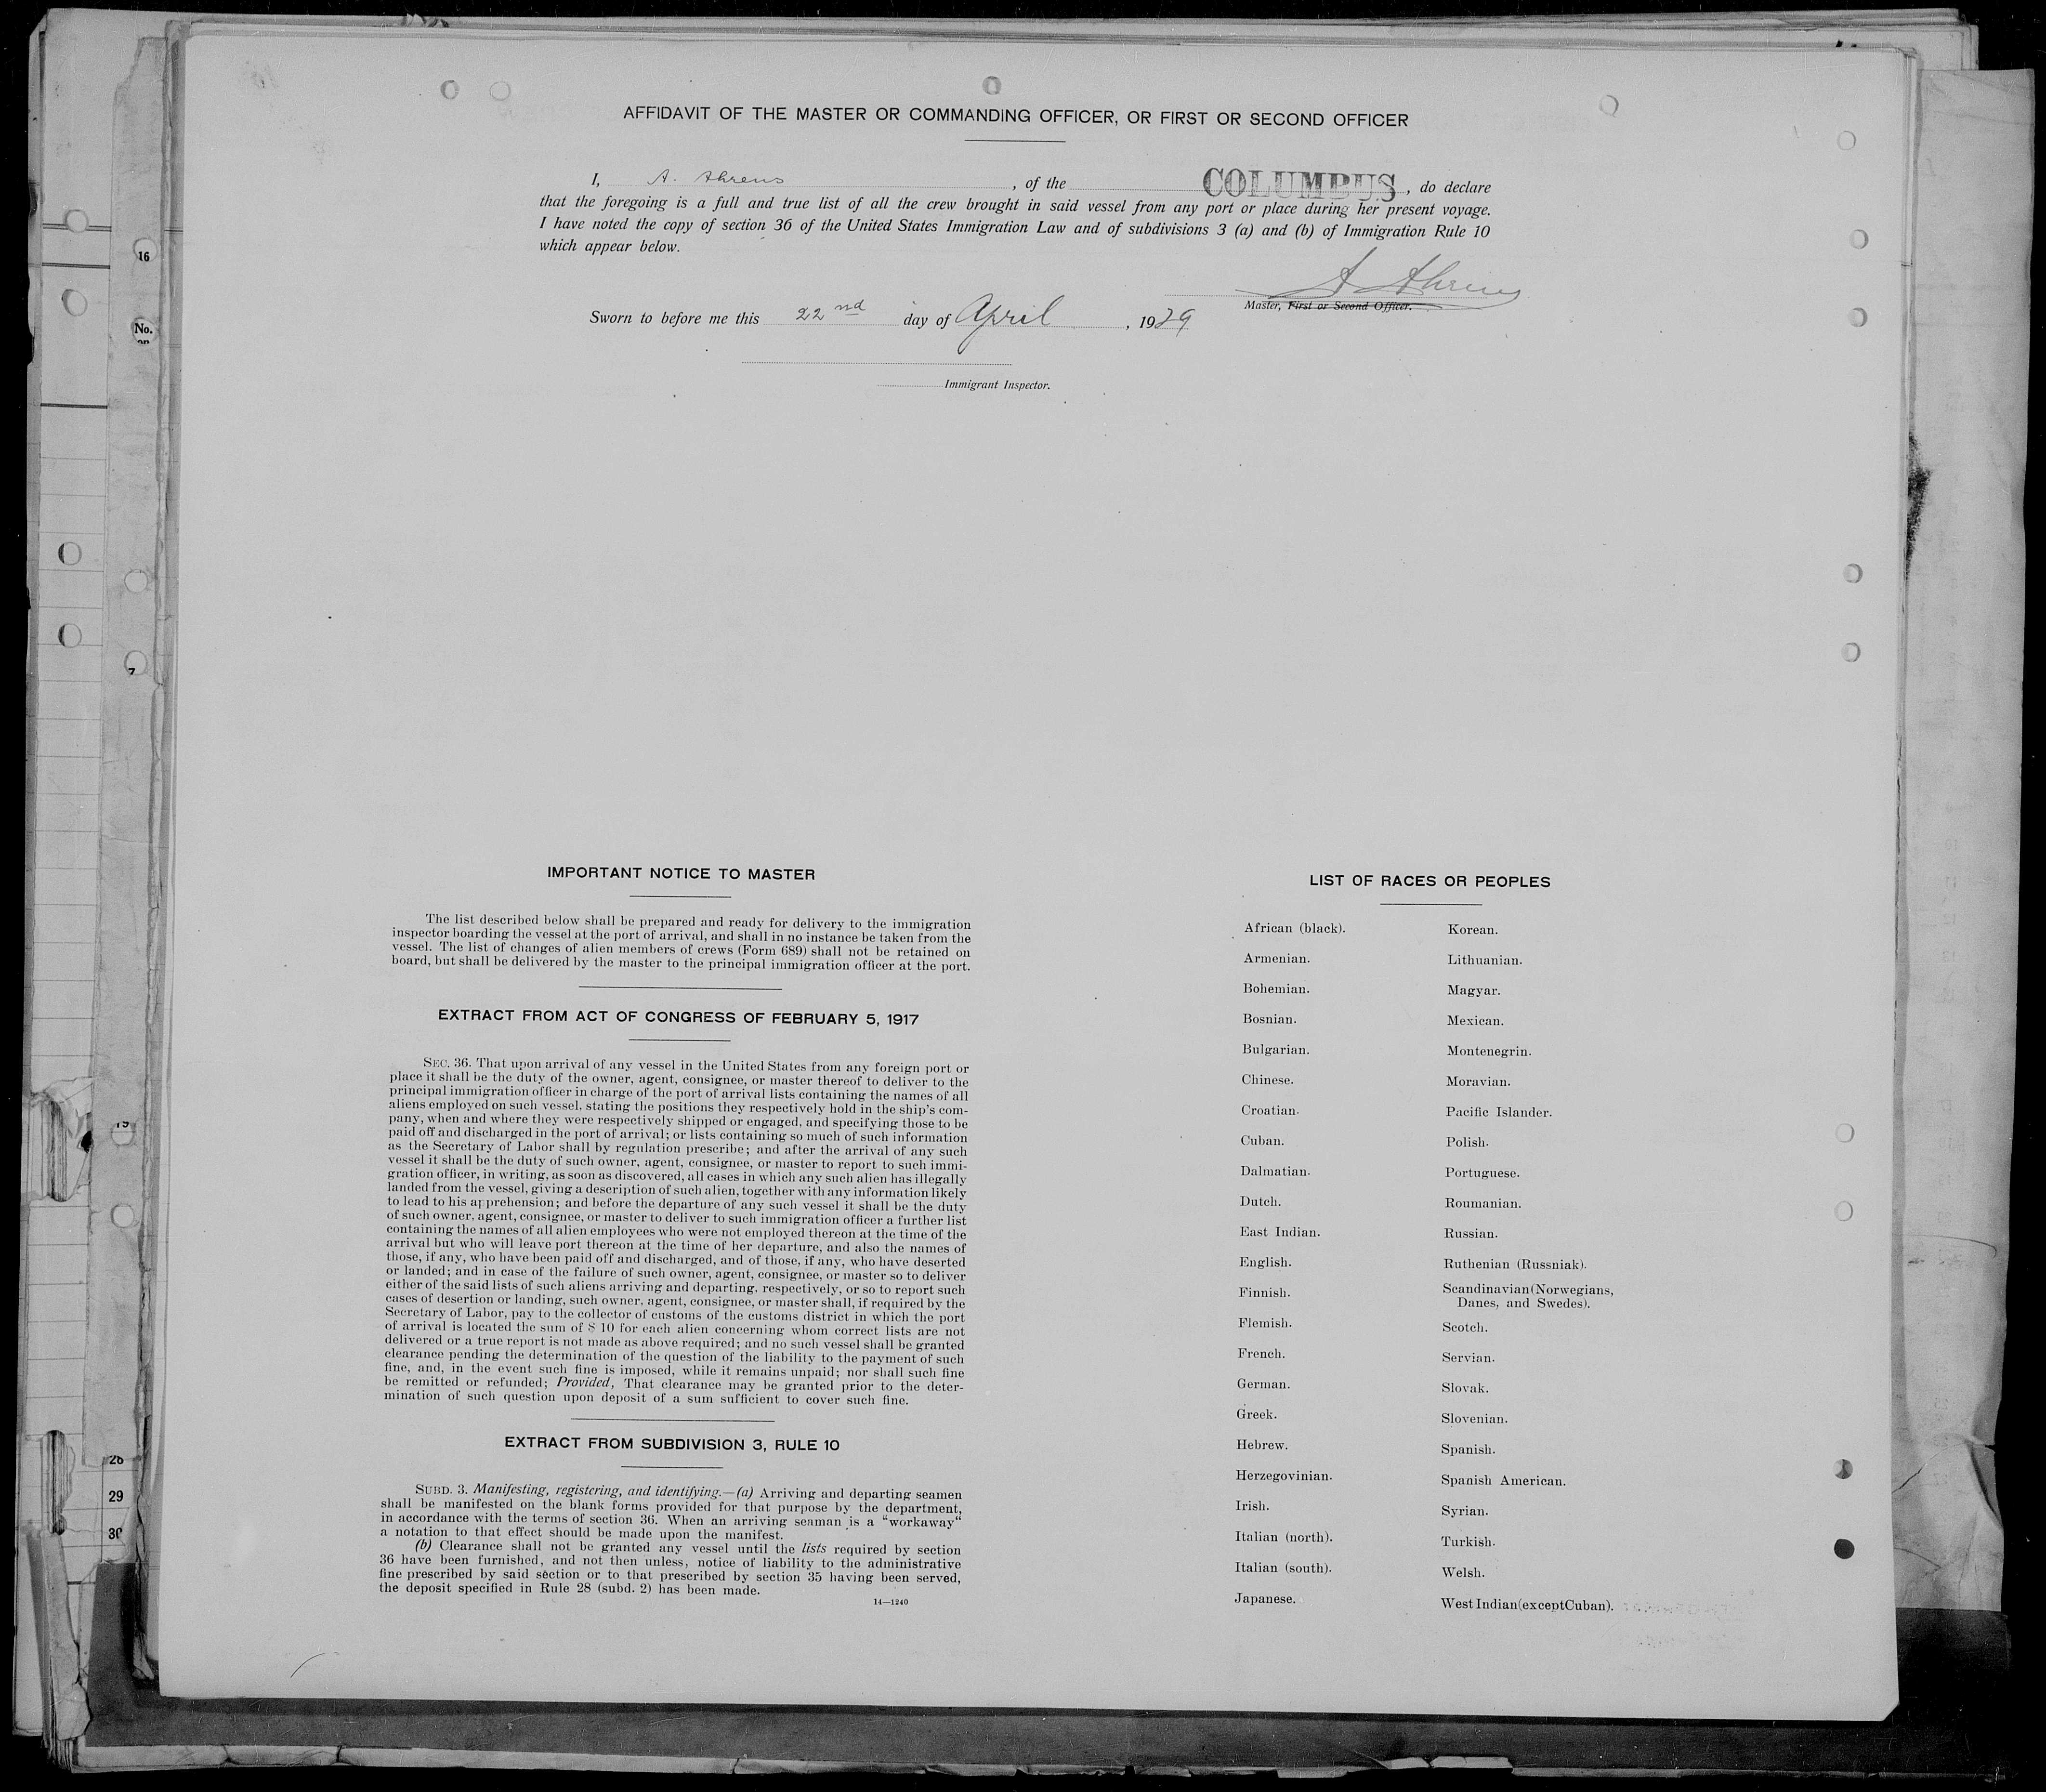 AFFIDAVIT OF THE MASTER OR COMMANDING OFFICER, OR FIRST OR SECOND OFFICER
I, A. Ahrens, of the COLUMBUS, do declare
that the foregoing is a full and true list of all the crew brought in said vessel from any port or place during her present voyage.
I have noted the copy of section 36 of the United States Immigration Law and of subdivisions 3 (a) and (b) of Immigration Rule 10
which appear below.
A Ahrens
Master, First or Second Officer.
Sworn to before me this 22nd day of April, 1929
Immigrant Inspector.
16
No.
7
19
28
29
30
IMPORTANT NOTICE TO MASTER
The list described below shall be prepared and ready for delivery to the immigration
inspector boarding the vessel at the port of arrival, and shall in no instance be taken from the
vessel. The list of changes of alien members of crews (Form 689) shall not be retained on
board, but shall be delivered by the master to the principal immigration officer at the port.
EXTRACT FROM ACT OF CONGRESS OF FEBRUARY 5, 1917
SEC. 36. That upon arrival of any vessel in the United States from any foreign port or
place it shall be the duty of the owner, agent, consignee, or master thereof to deliver to the
principal immigration officer in charge of the port of arrival lists containing the names of all
aliens employed on such vessel, stating the positions they respectively hold in the ship's com-
pany, when and where they were respectively shipped or engaged, and specifying those to be
paid off and discharged in the port of arrival; or lists containing so much of such information
as the Secretary of Labor shall by regulation prescribe; and after the arrival of any such
vessel it shall be the duty of such owner, agent, consignee, or master to report to such immi-
gration officer, in writing, as soon as discovered, all cases in which any such alien has illegally
landed from the vessel, giving a description of such alien, together with any information likely
to lead to his apprehension; and before the departure of any such vessel it shall be the duty
of such owner, agent, consignee, or master to deliver to such immigration officer a further list
containing the names of all alien employees who were not employed thereon at the time of the
arrival but who will leave port thereon at the time of her departure, and also the names of
those, if any, who have been paid off and discharged, and of those, if any, who have deserted
or landed; and in case of the failure of such owner, agent, consignee, or master so to deliver
either of the said lists of such aliens arriving and departing, respectively, or so to report such
cases of desertion or landing, such owner, agent, consignee, or master shall, if required by the
Secretary of Labor, pay to the collector of customs of the customs district in which the port
of arrival is located the sum of $ 10 for each alien concerning whom correct lists are not
delivered or a true report is not made as above required; and no such vessel shall be granted
clearance pending the determination of the question of the liability to the payment of such
fine, and, in the event such fine is imposed, while it remains unpaid; nor shall such fine
be remitted or refunded; Provided, That clearance may be granted prior to the deter-
mination of such question upon deposit of a sum sufficient to cover such fine.
EXTRACT FROM SUBDIVISION 3, RULE 10
SUBD. 3. Manifesting, registering, and identifying.—(a) Arriving and departing seamen
shall be manifested on the blank forms provided for that purpose by the department,
in accordance with the terms of section 36. When an arriving seaman is a "workaway"
a notation to that effect should be made upon the manifest.
(b) Clearance shall not be granted any vessel until the lists required by section
36 have been furnished, and not then unless, notice of liability to the administrative
fine prescribed by said section or to that prescribed by section 35 having been served,
the deposit specified in Rule 28 (subd. 2) has been made.
14—1240
LIST OF RACES OR PEOPLES
African (black).
Armenian.
Bohemian.
Bosnian.
Bulgarian.
Chinese.
Croatian.
Cuban.
Dalmatian.
Dutch.
East Indian.
English.
Finnish.
Flemish.
French.
German.
Greek.
Hebrew.
Herzegovinian.
Irish.
Italian (north).
Italian (south).
Japanese.
Korean.
Lithuanian.
Magyar.
Mexican.
Montenegrin.
Moravian.
Pacific Islander.
Polish.
Portuguese.
Roumanian.
Russian.
Ruthenian (Russniak).
Scandinavian (Norwegians,
Danes, and Swedes).
Scotch.
Servian.
Slovak.
Slovenian.
Spanish.
Spanish American.
Syrian.
Turkish.
Welsh.
West Indian (except Cuban).